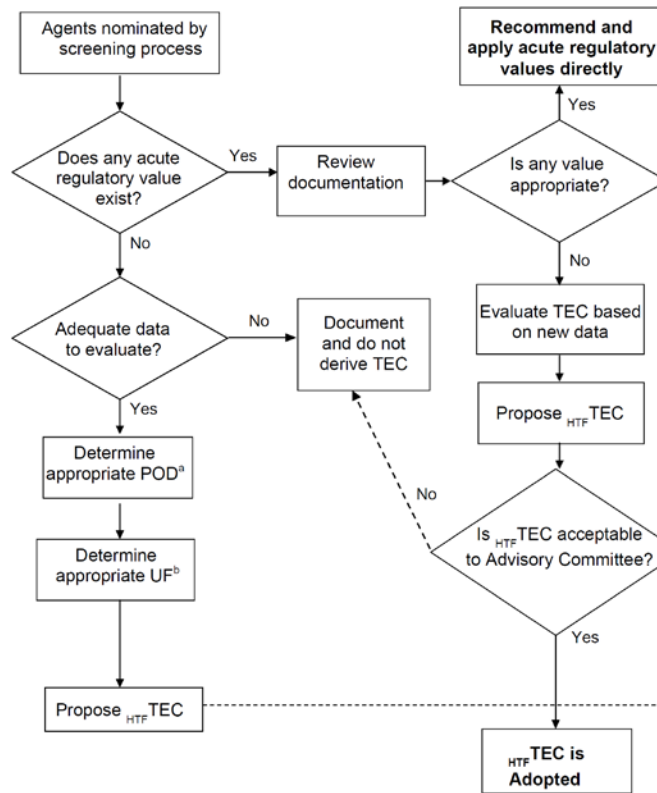 Agents nominated by
screening process
Recommend and
apply acute regulatory
values directly
Yes
Does any acute
regulatory value
exist?
Yes
Review
documentation
Is any value
appropriate?
No
No
Adequate data
to evaluate?
No
Document
and do not
derive TEC
Evaluate TEC based
on new data
Yes
Propose HTFTEC
Determine
appropriate PODa
No
Is HTFTEC acceptable
to Advisory Committee?
Determine
appropriate UFb
Yes
Propose HTFTEC
HTFTEC is
Adopted